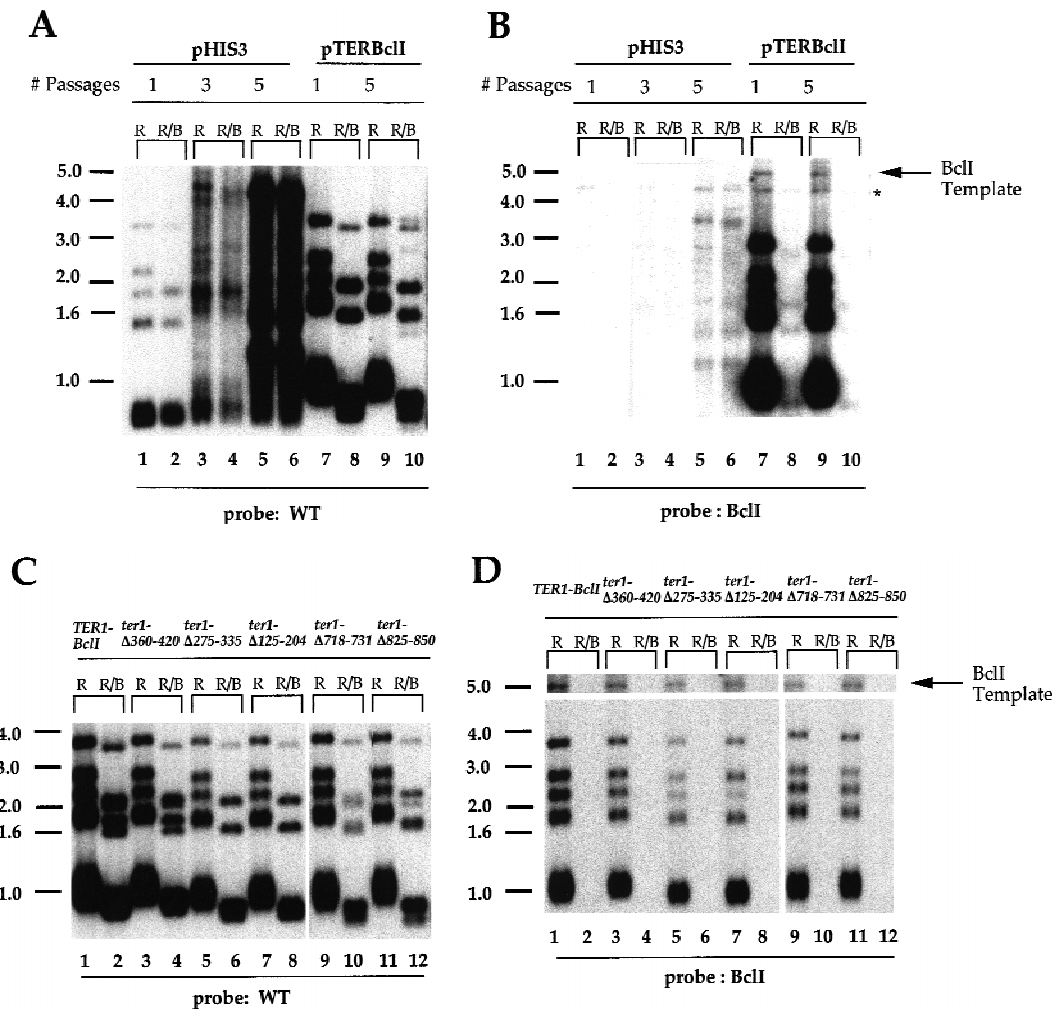 A
pHIS3 pTERBclI
# Passages 1 3 5 1 5
R R/B R R/B R R/B R R/B R R/B
5.0
4.0
3.0
2.0
1.6
1.0
1 2 3 4 5 6 7 8 9 10
probe: WT
B
pHIS3 pTERBclI
# Passages 1 3 5 1 5
R R/B R R/B R R/B R R/B R R/B
5.0
4.0
3.0
2.0
1.6
1.0
BclI
Template
*
1 2 3 4 5 6 7 8 9 10
probe : BclI
C
TER1- ter1- ter1- ter1- ter1- ter1-
BclI Δ360-420 Δ275-335 Δ125-204 Δ718-731 Δ825-850
R R/B R R/B R R/B R R/B R R/B R R/B
4.0
3.0
2.0
1.6
1.0
1 2 3 4 5 6 7 8 9 10 11 12
probe: WT
D
ter1- ter1- ter1- ter1- ter1-
TER1-BclI Δ360-420 Δ275-335 Δ125-204 Δ718-731 Δ825-850
R R/B R R/B R R/B R R/B R R/B R R/B
5.0
4.0
3.0
2.0
1.6
1.0
BclI
Template
1 2 3 4 5 6 7 8 9 10 11 12
probe : BclI